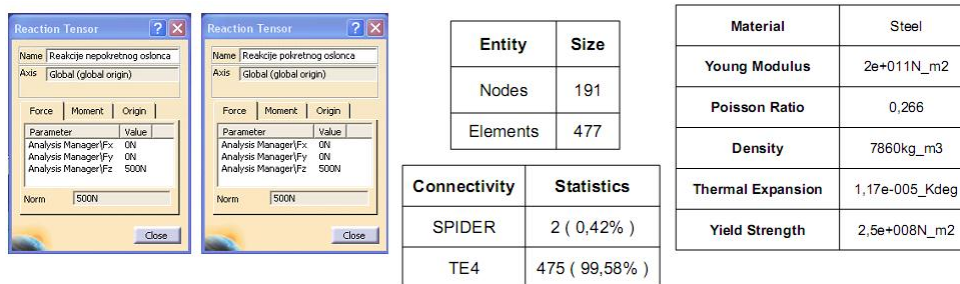 Reaction Tensor
Name Reakcije nepokretnog oslonca
Axis Global (global origin)
Force Moment Origin
Parameter Value
Analysis Manager\Fx 0N
Analysis Manager\Fy 0N
Analysis Manager\Fz 500N
Norm 500N
Close
Reaction Tensor
Name Reakcije pokretnog oslonca
Axis Global (global origin)
Force Moment Origin
Parameter Value
Analysis Manager\Fx 0N
Analysis Manager\Fy 0N
Analysis Manager\Fz 500N
Norm 500N
Close
Entity Size
Nodes 191
Elements 477
Connectivity Statistics
SPIDER 2 ( 0,42% )
TE4 475 ( 99,58% )
Material Steel
Young Modulus 2e+011N_m2
Poisson Ratio 0,266
Density 7860kg_m3
Thermal Expansion 1,17e-005_Kdeg
Yield Strength 2,5e+008N_m2